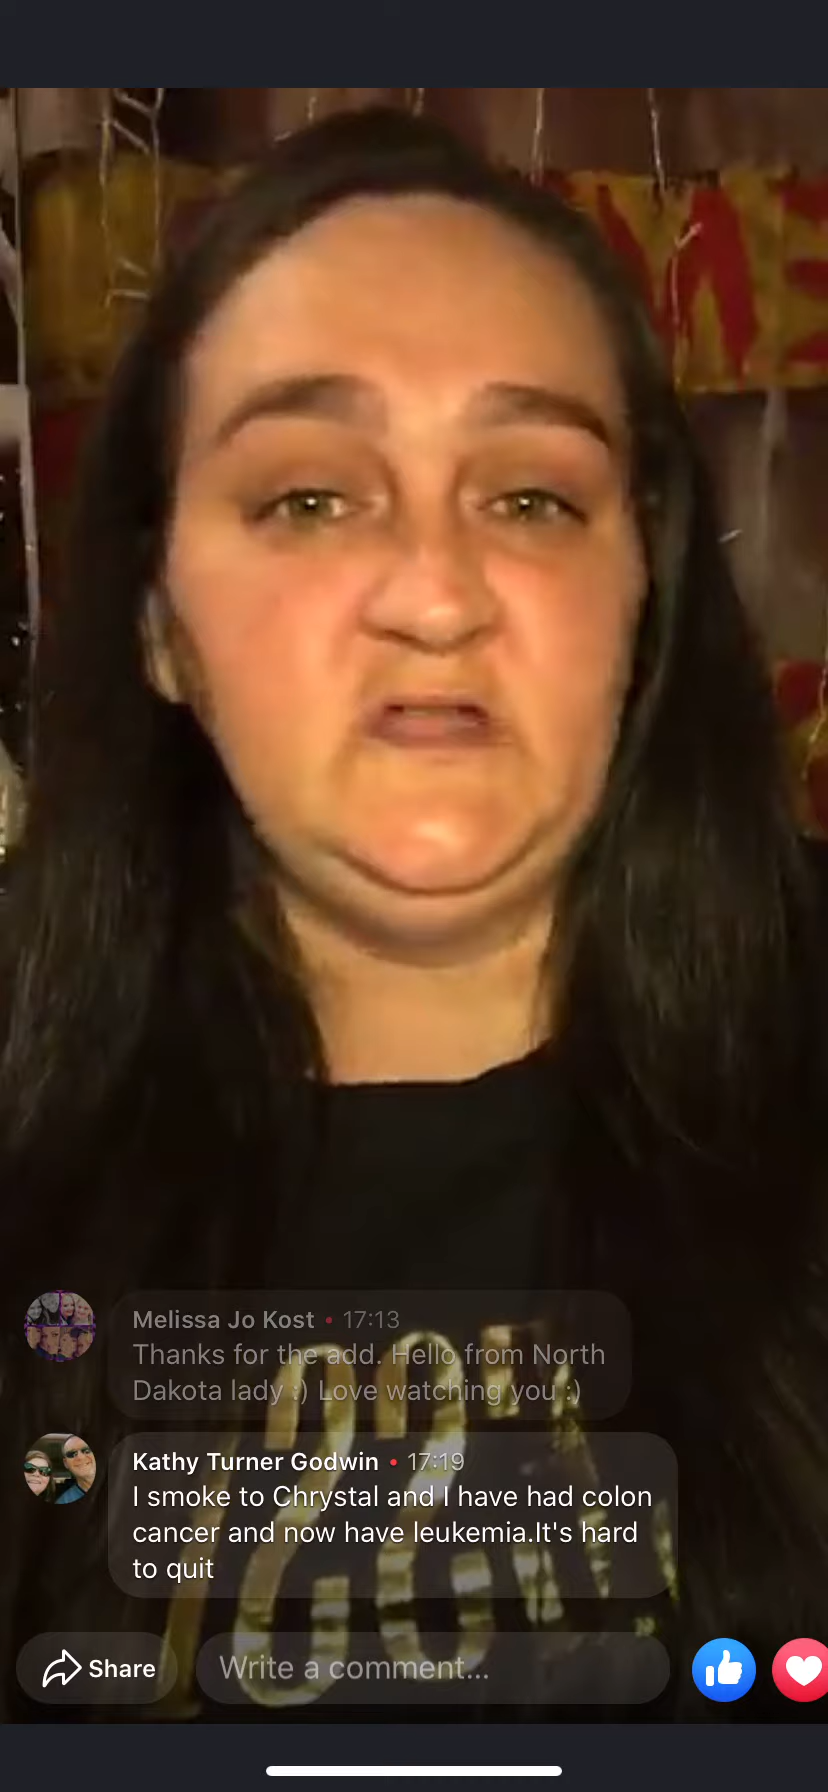 Melissa Jo Kost • 17:13
Thanks for the add. Hello from North
Dakota lady :) Love watching you :)
Kathy Turner Godwin • 17:19
I smoke to Chrystal and I have had colon
cancer and now have leukemia.It's hard
to quit
Share
Write a comment...